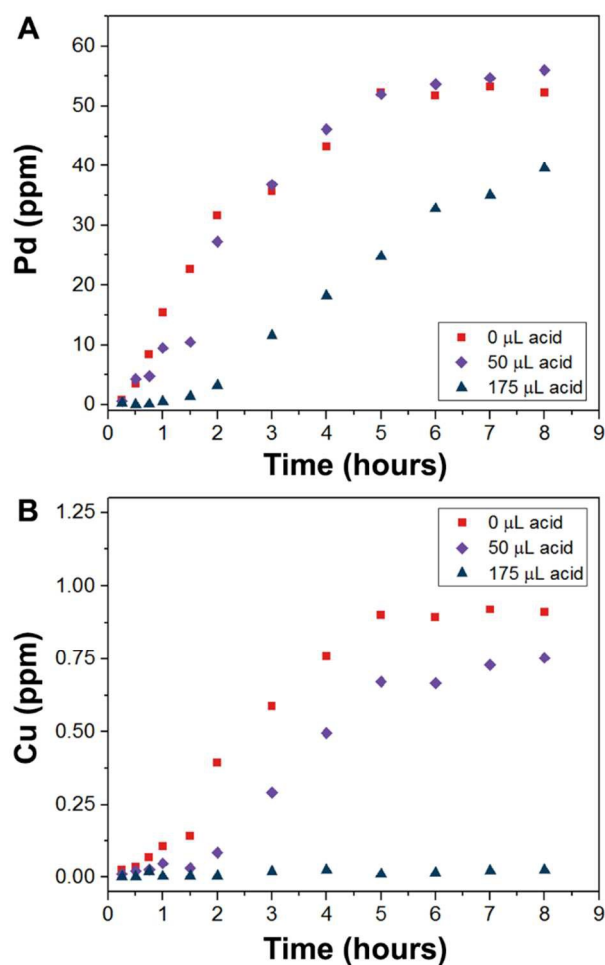 A
Pd (ppm)
60
50
40
30
20
10
0
0 μL acid
50 μL acid
175 μL acid
0 1 2 3 4 5 6 7 8 9
Time (hours)
B
Cu (ppm)
1.25
1.00
0.75
0.50
0.25
0.00
0 μL acid
50 μL acid
175 μL acid
0 1 2 3 4 5 6 7 8 9
Time (hours)